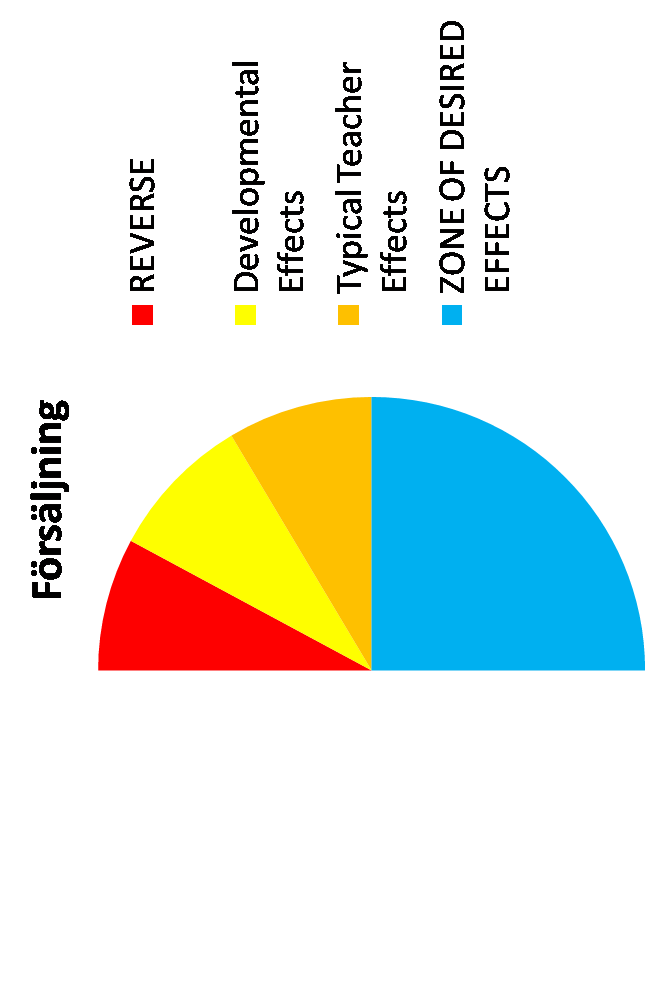 Försäljning
REVERSE
Developmental
Effects
Typical Teacher
Effects
ZONE OF DESIRED
EFFECTS